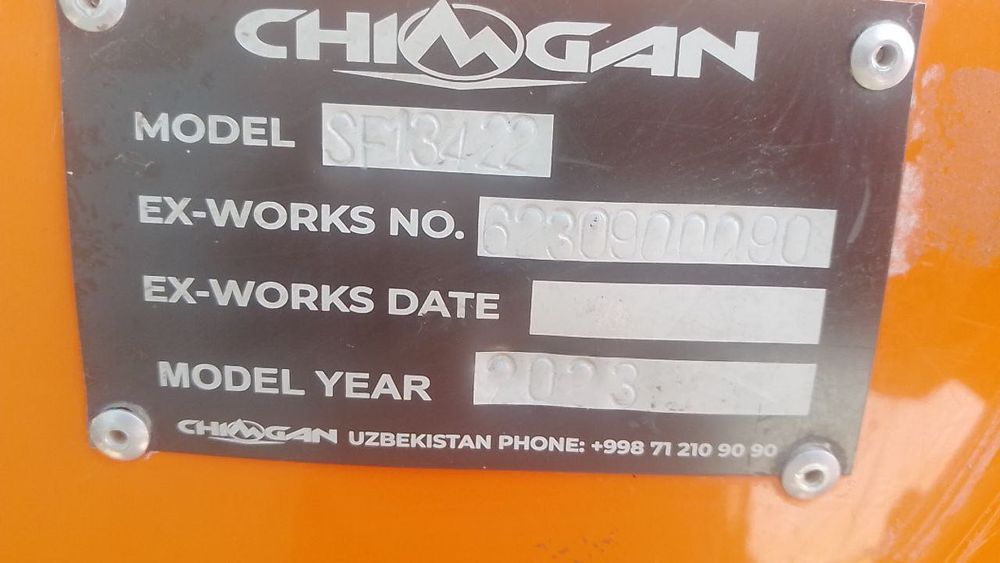 CHIMGAN
MODEL SF13422
EX-WORKS NO. 6230900090
EX-WORKS DATE
MODEL YEAR 2023
CHIMGAN UZBEKISTAN PHONE: +998 71 210 90 90